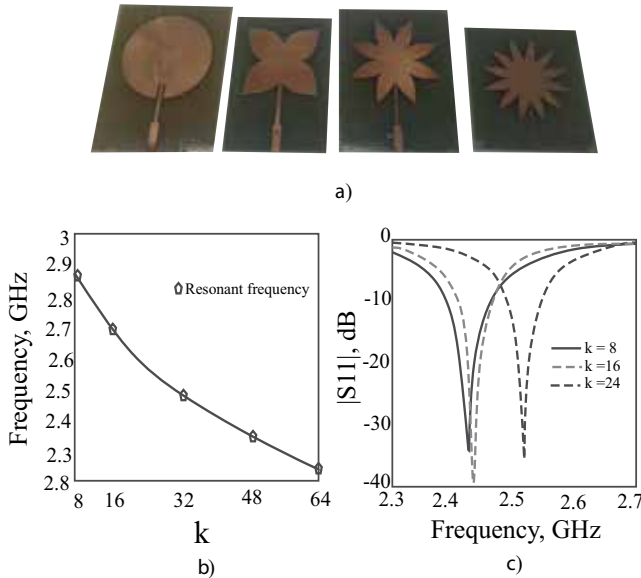 a)
3
2.9
2.8
2.7
2.6
2.5
2.4
2.3
2.8
Frequency, GHz
Resonant frequency
8 16 32 48 64
k
b)
0
-10
-20
-30
-40
|S11|, dB
k = 8
k =16
k =24
2.3 2.4 2.5 2.6 2.7
Frequency, GHz
c)